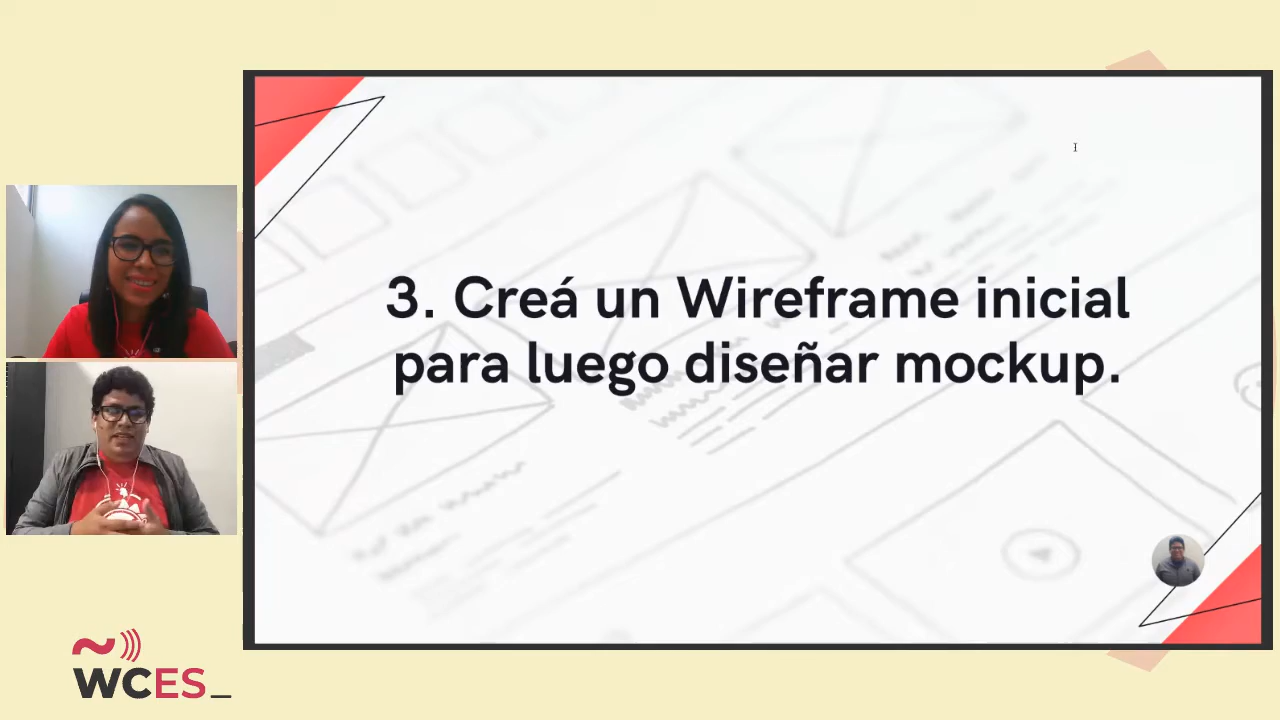 3. Creá un Wireframe inicial
para luego diseñar mockup.
WCES_